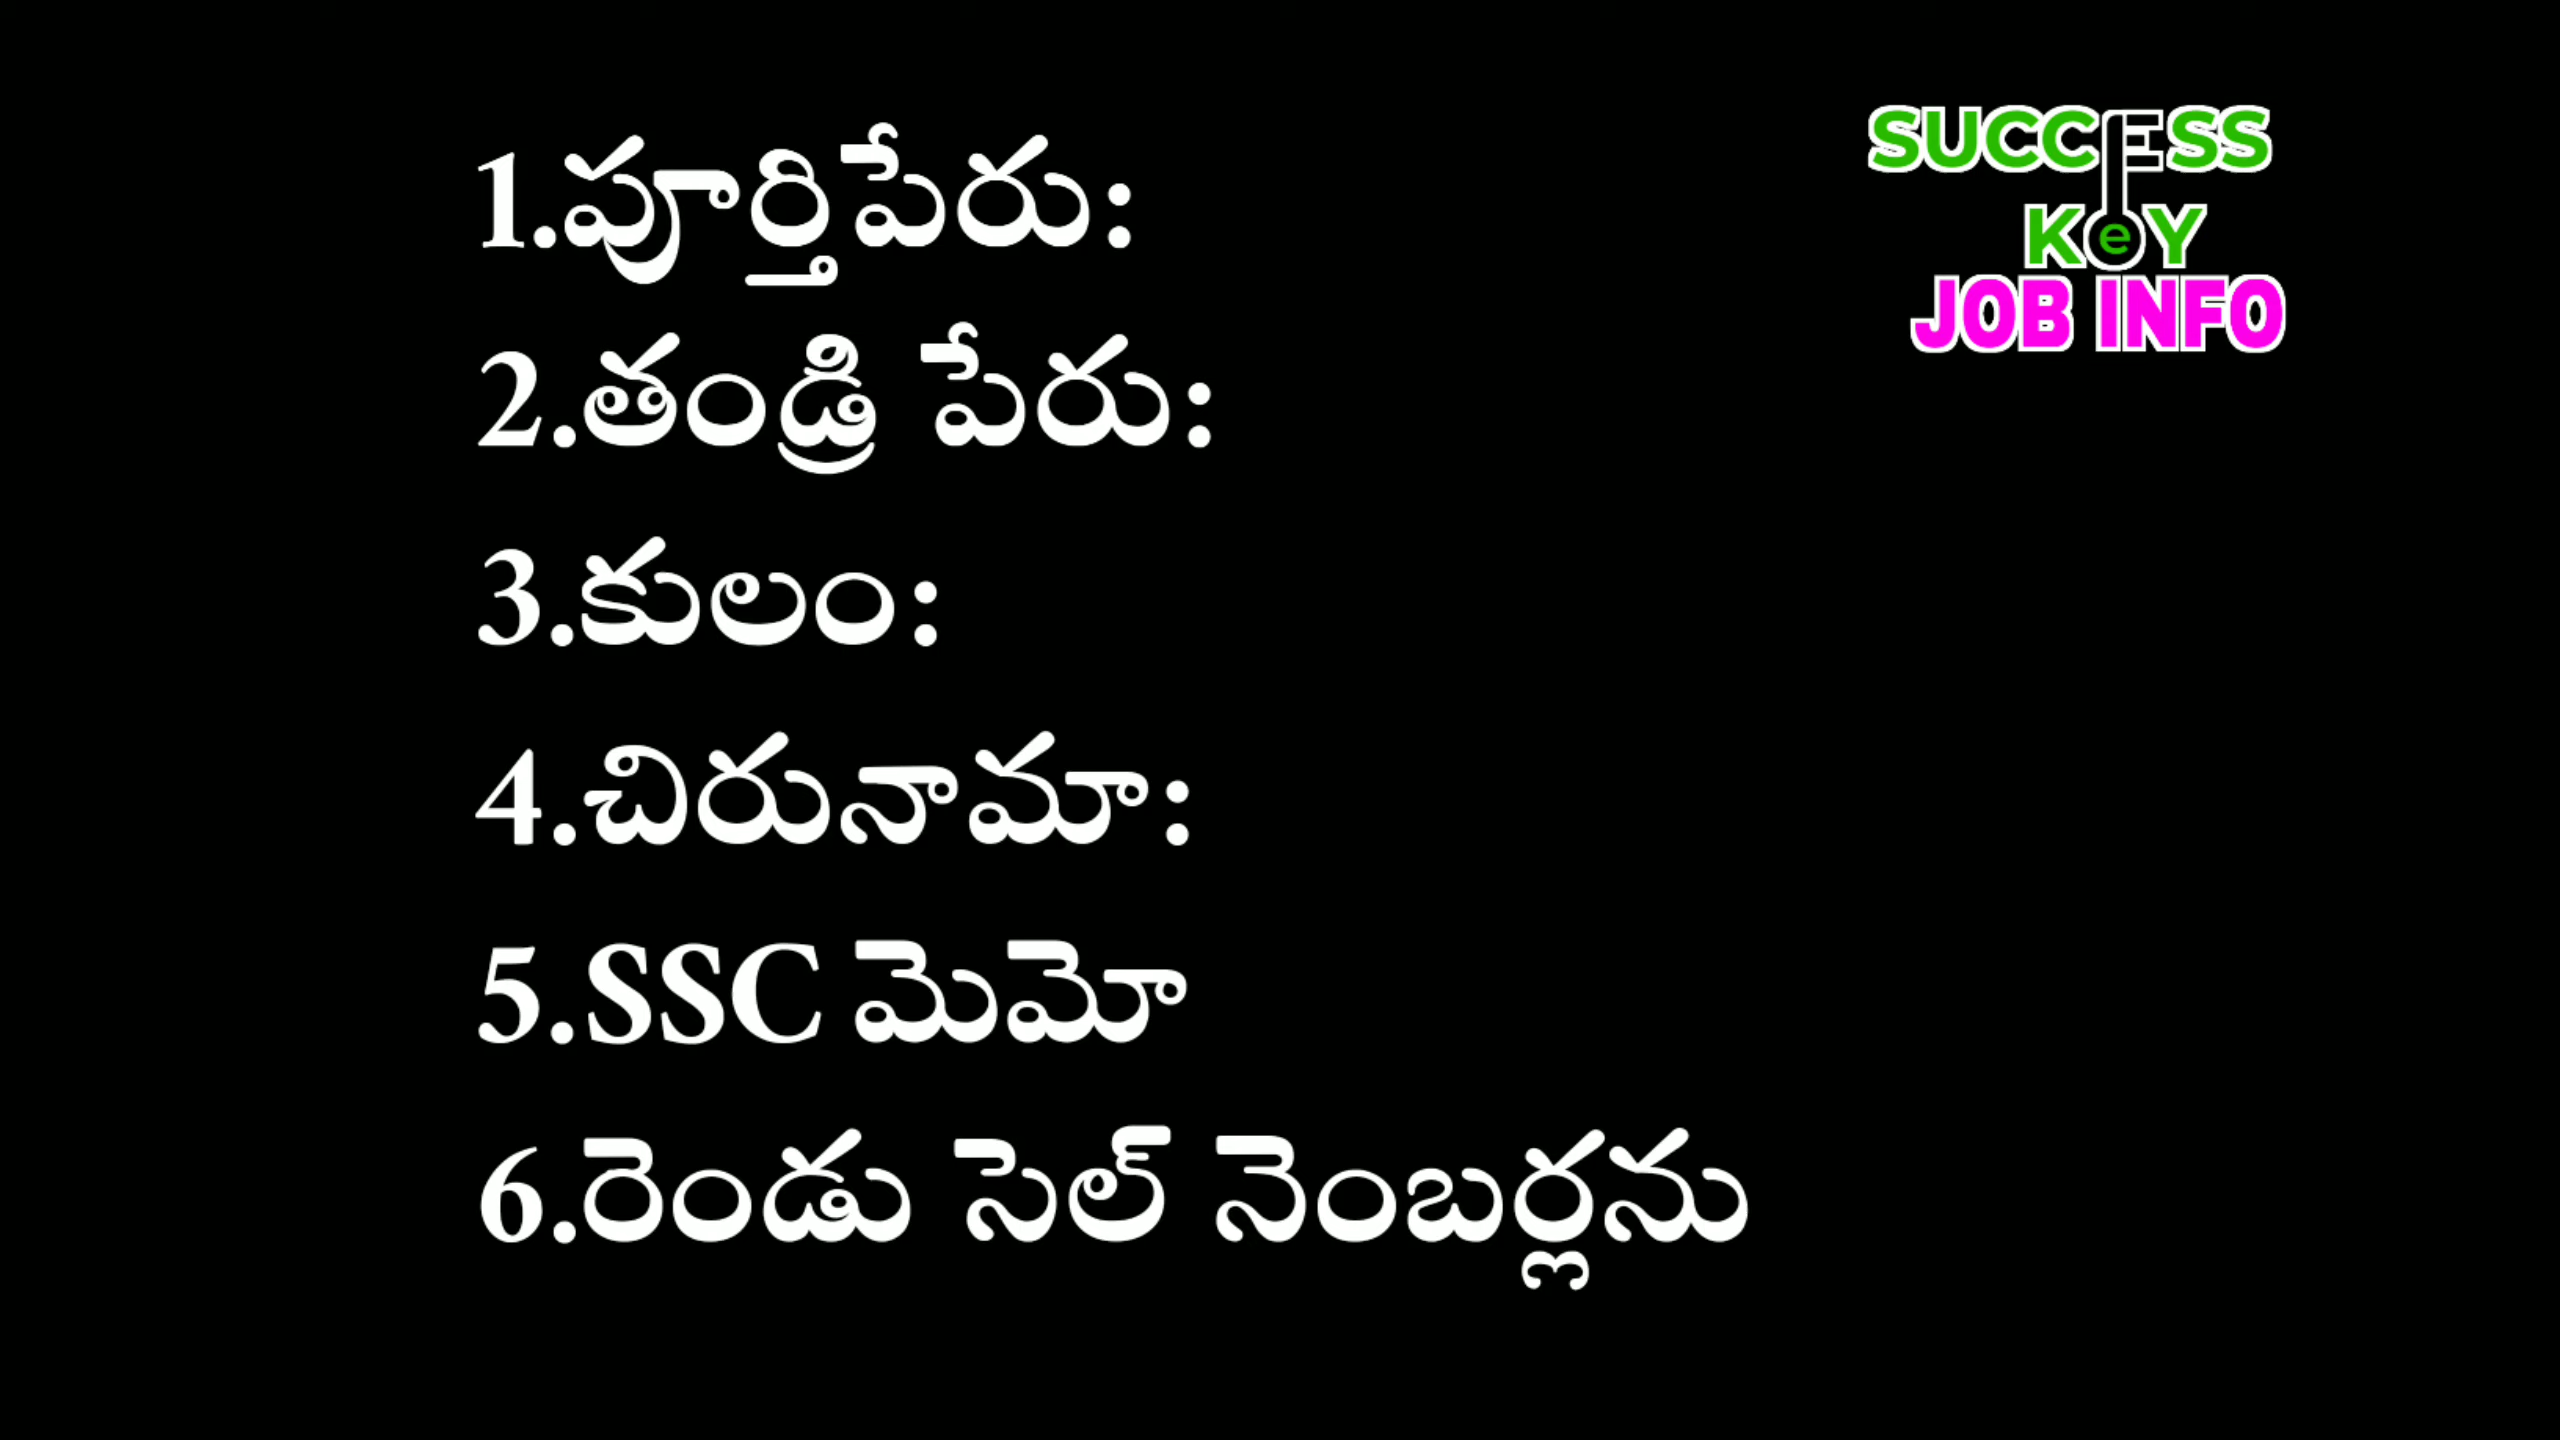 1.పూర్తిపేరు:
2.తండ్రి పేరు:
3.కులం:
4.చిరునామా:
5.SSC మెమో
6.రెండు సెల్ నెంబర్లను
SUCCESS
KeY
JOB INFO